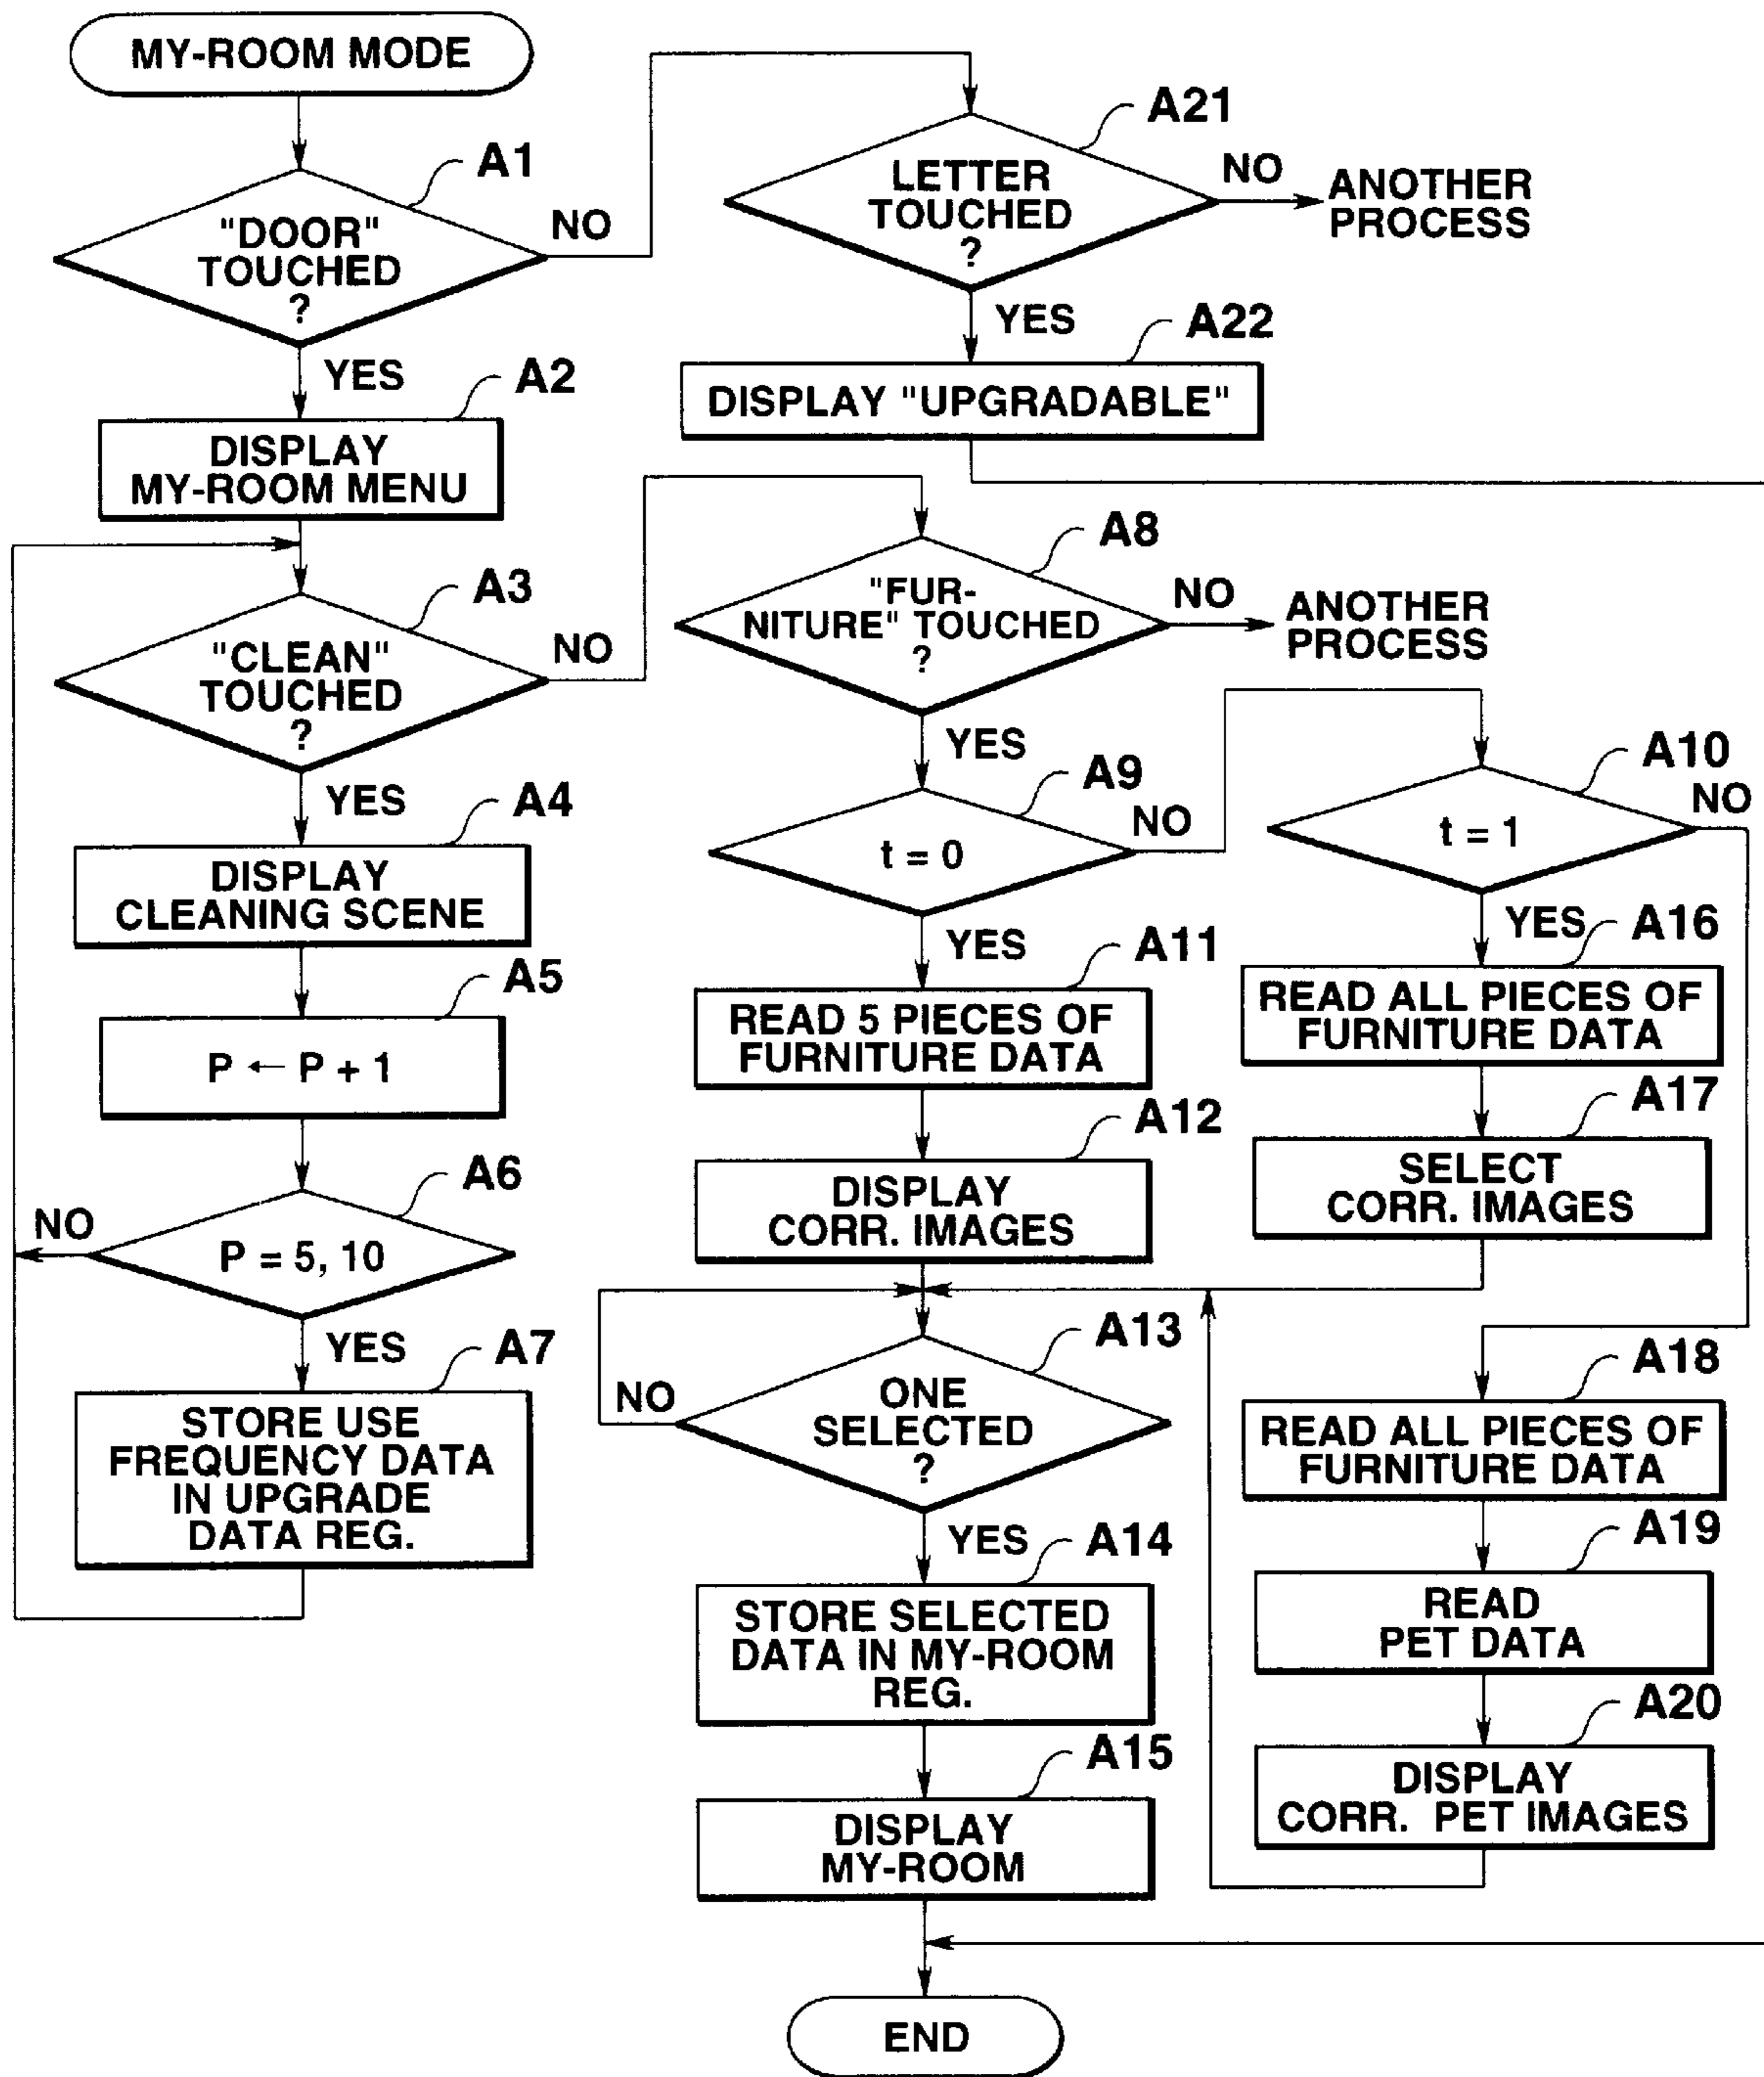 MY-ROOM MODE
A1
"DOOR"
TOUCHED
?
NO
YES
A2
DISPLAY
MY-ROOM MENU
A3
"CLEAN"
TOUCHED
?
NO
YES
A4
DISPLAY
CLEANING SCENE
A5
P ← P + 1
A6
P = 5, 10
NO
YES
A7
STORE USE
FREQUENCY DATA
IN UPGRADE
DATA REG.
A21
LETTER
TOUCHED
?
NO
ANOTHER
PROCESS
YES
A22
DISPLAY "UPGRADABLE"
A8
"FUR-
NITURE" TOUCHED
?
NO
ANOTHER
PROCESS
YES
A9
t = 0
NO
YES
A10
t = 1
NO
YES
A11
READ 5 PIECES OF
FURNITURE DATA
A12
DISPLAY
CORR. IMAGES
A13
ONE
SELECTED
?
NO
YES
A14
STORE SELECTED
DATA IN MY-ROOM
REG.
A15
DISPLAY
MY-ROOM
A16
READ ALL PIECES OF
FURNITURE DATA
A17
SELECT
CORR. IMAGES
A18
READ ALL PIECES OF
FURNITURE DATA
A19
READ
PET DATA
A20
DISPLAY
CORR. PET IMAGES
END